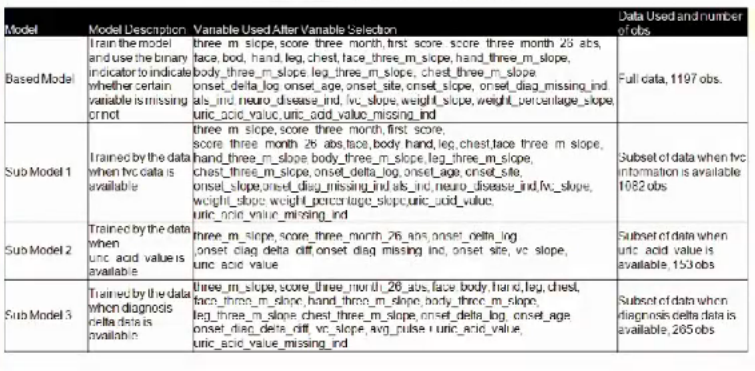 Model Model Description Variable Used After Variable Selection Data Used and number of obs
Based Model
Train the model and use the binary indicator to indicate whether certain variable is missing or not
three_m_slope, score_three_month, first_score, score_three_month_26_abs,
face, bod, hand, leg, chest, face_three_m_slope, hand_three_m_slope,
body_three_m_slope, leg_three_m_slope, chest_three_m_slope
onset_delta_log, onset_age, onset_site, onset_slope, onset_diag_missing_ind
als_ind, neuro_disease_ind, fvc_slope, weight_slope, weight_percentage_slope,
uric_acid_value, uric_acid_value_missing_ind
Full data, 1197 obs.
Sub Model 1
Trained by the data when fvc data is available
three_m_slope, score_three_month, first_score,
score_three_month_26_abs,face, body, hand, leg, chest,face_three_m_slope,
hand_three_m_slope, body_three_m_slope, leg_three_m_slope,
chest_three_m_slope, onset_delta_log, onset_age, onset_site,
onset_slope,onset_diag_missing_ind,als_ind, neuro_disease_ind,fvc_slope,
weight_slope, weight_percentage_slope,uric_acid_value,
uric_acid_value_missing_ind
Subset of data when fvc information is available 1082 obs
Sub Model 2
Trained by the data when uric_acid_value is available
three_m_slope, score_three_month_26_abs, onset_delta_log
,onset_diag_delta_diff, onset_diag_missing_ind, onset_site, vc_slope,
uric_acid_value
Subset of data when uric_acid_value is available, 153 obs
Sub Model 3
Trained by the data when diagnosis delta data is available
three_m_slope, score_three_month_26_abs, face, body, hand, leg, chest,
face_three_m_slope, hand_three_m_slope, body_three_m_slope,
leg_three_m_slope, chest_three_m_slope, onset_delta_log, onset_age
onset_diag_delta_diff, vc_slope, avg_pulse, uric_acid_value,
uric_acid_value_missing_ind
Subset of data when diagnosis delta data is available, 265 obs